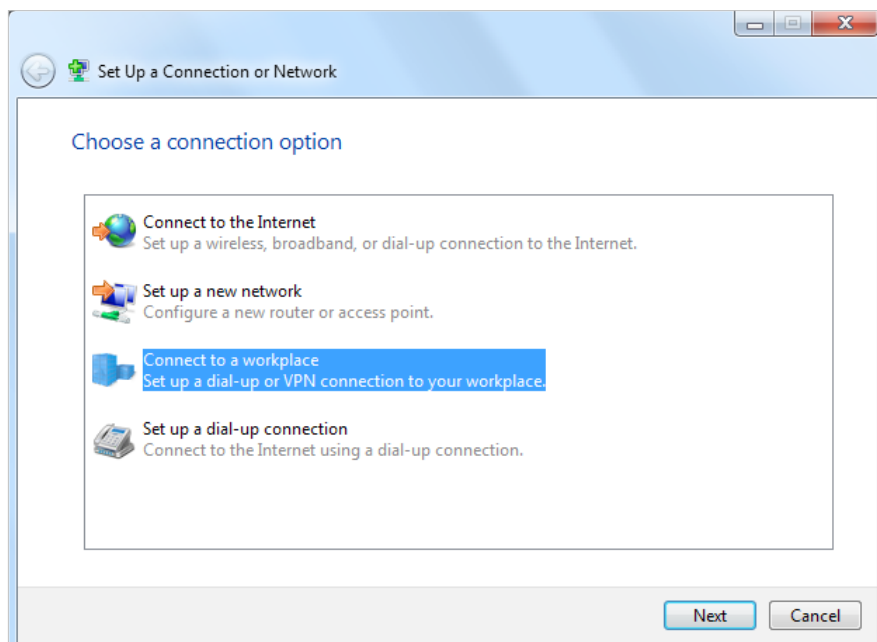 Set Up a Connection or Network
Choose a connection option
Connect to the Internet
Set up a wireless, broadband, or dial-up connection to the Internet.
Set up a new network
Configure a new router or access point.
Connect to a workplace
Set up a dial-up or VPN connection to your workplace.
Set up a dial-up connection
Connect to the Internet using a dial-up connection.
Next
Cancel